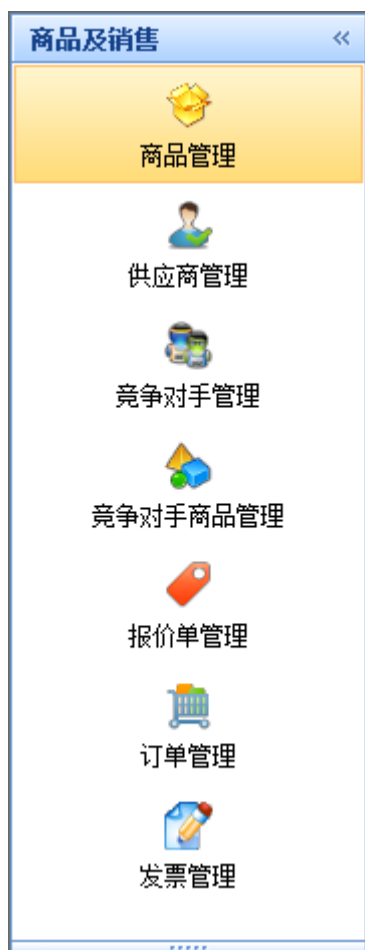 商品及销售
商品管理
供应商管理
竞争对手管理
竞争对手商品管理
报价单管理
订单管理
发票管理